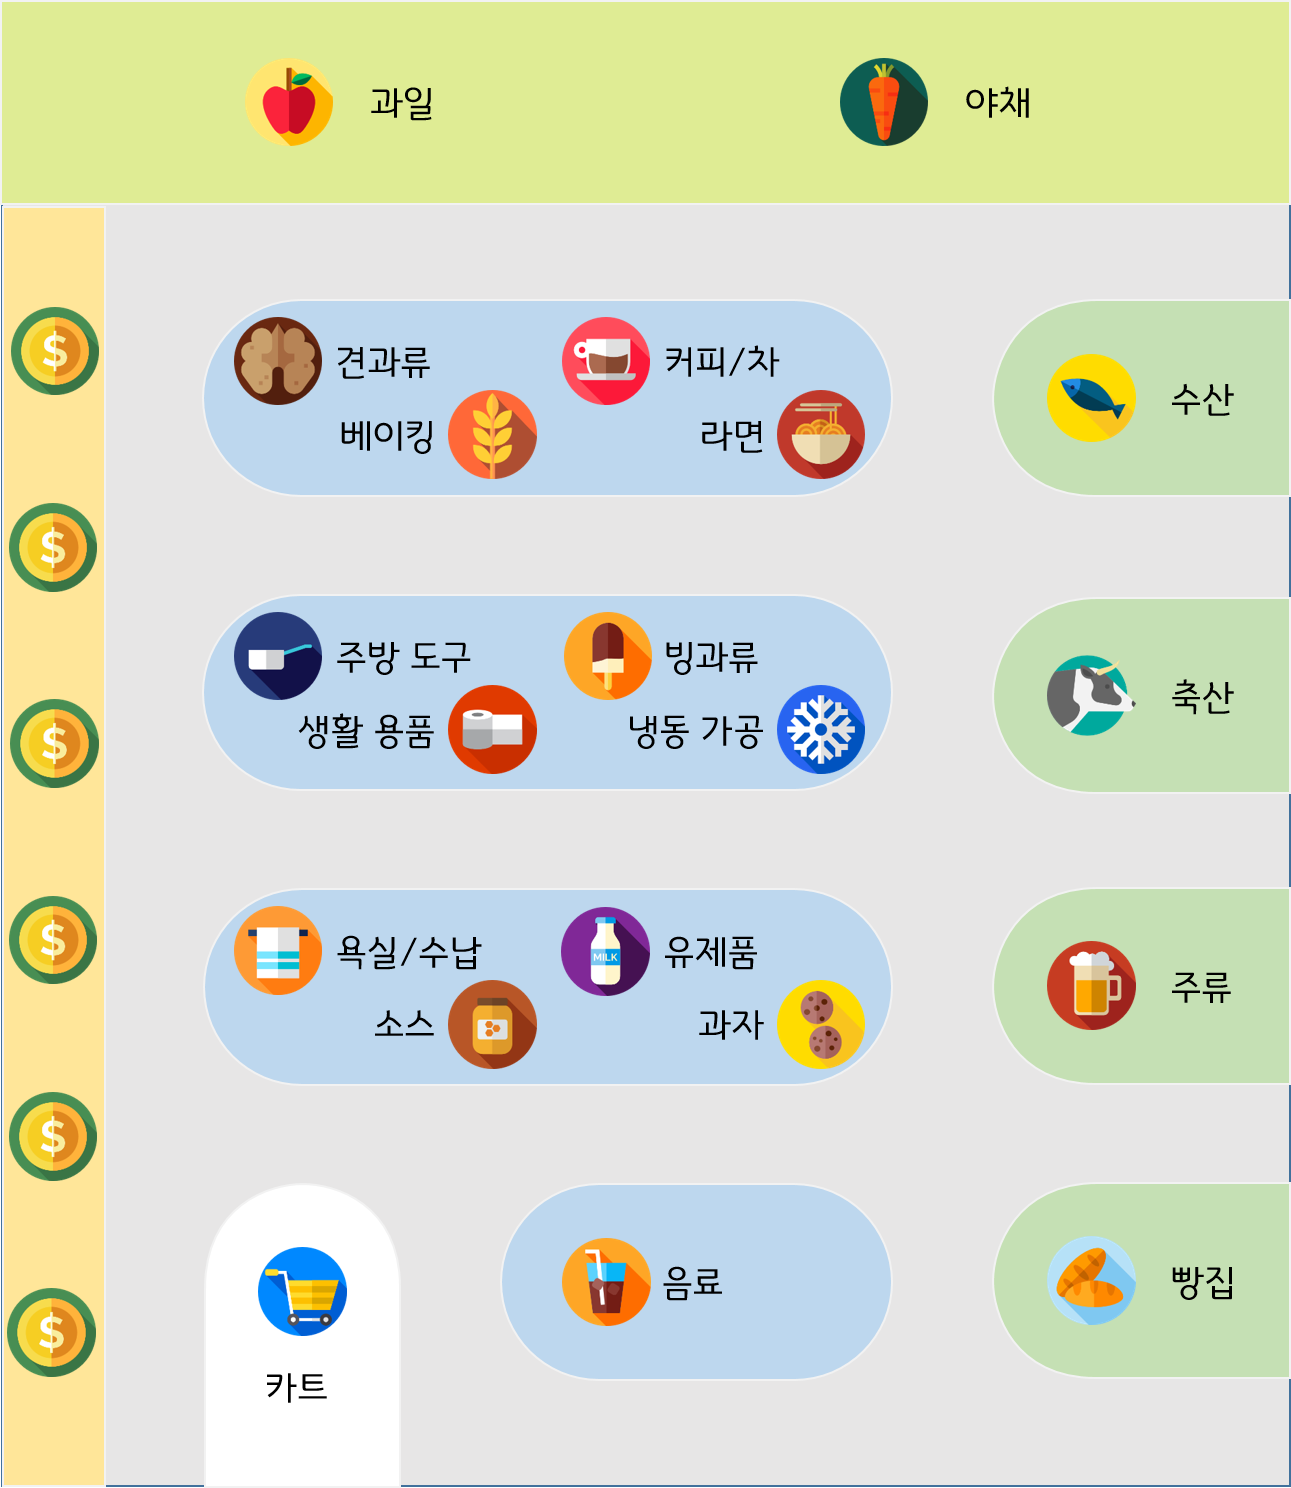 과일
야채
견과류
커피/차
베이킹
라면
수산
주방 도구
빙과류
생활 용품
냉동 가공
축산
욕실/수납
유제품
MILK
소스
과자
주류
음료
빵집
카트
$
$
$
$
$
$